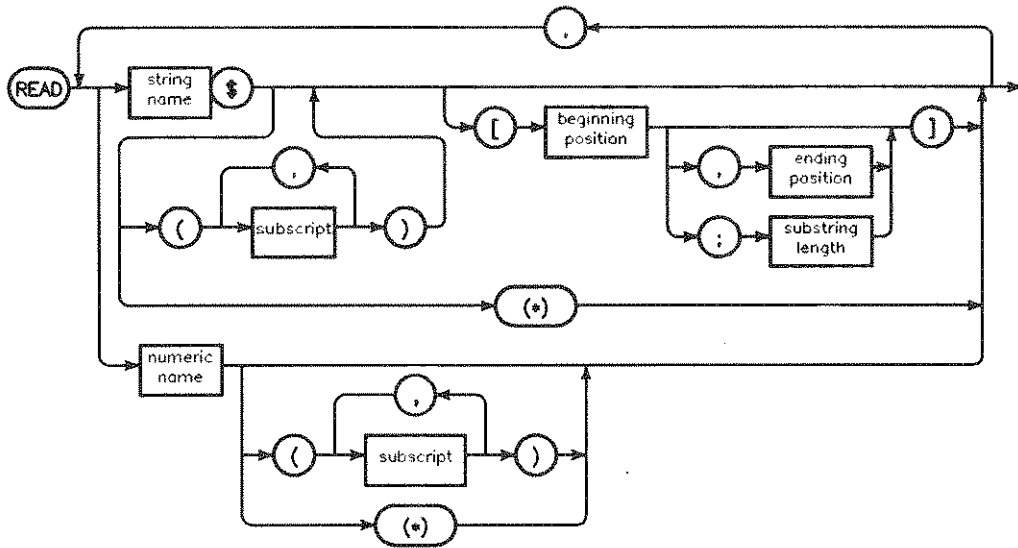 ,
READ
string
name
$
[
beginning
position
]
,
ending
position
:
substring
length
,
(
subscript
)
(*)
numeric
name
,
(
subscript
)
(*)